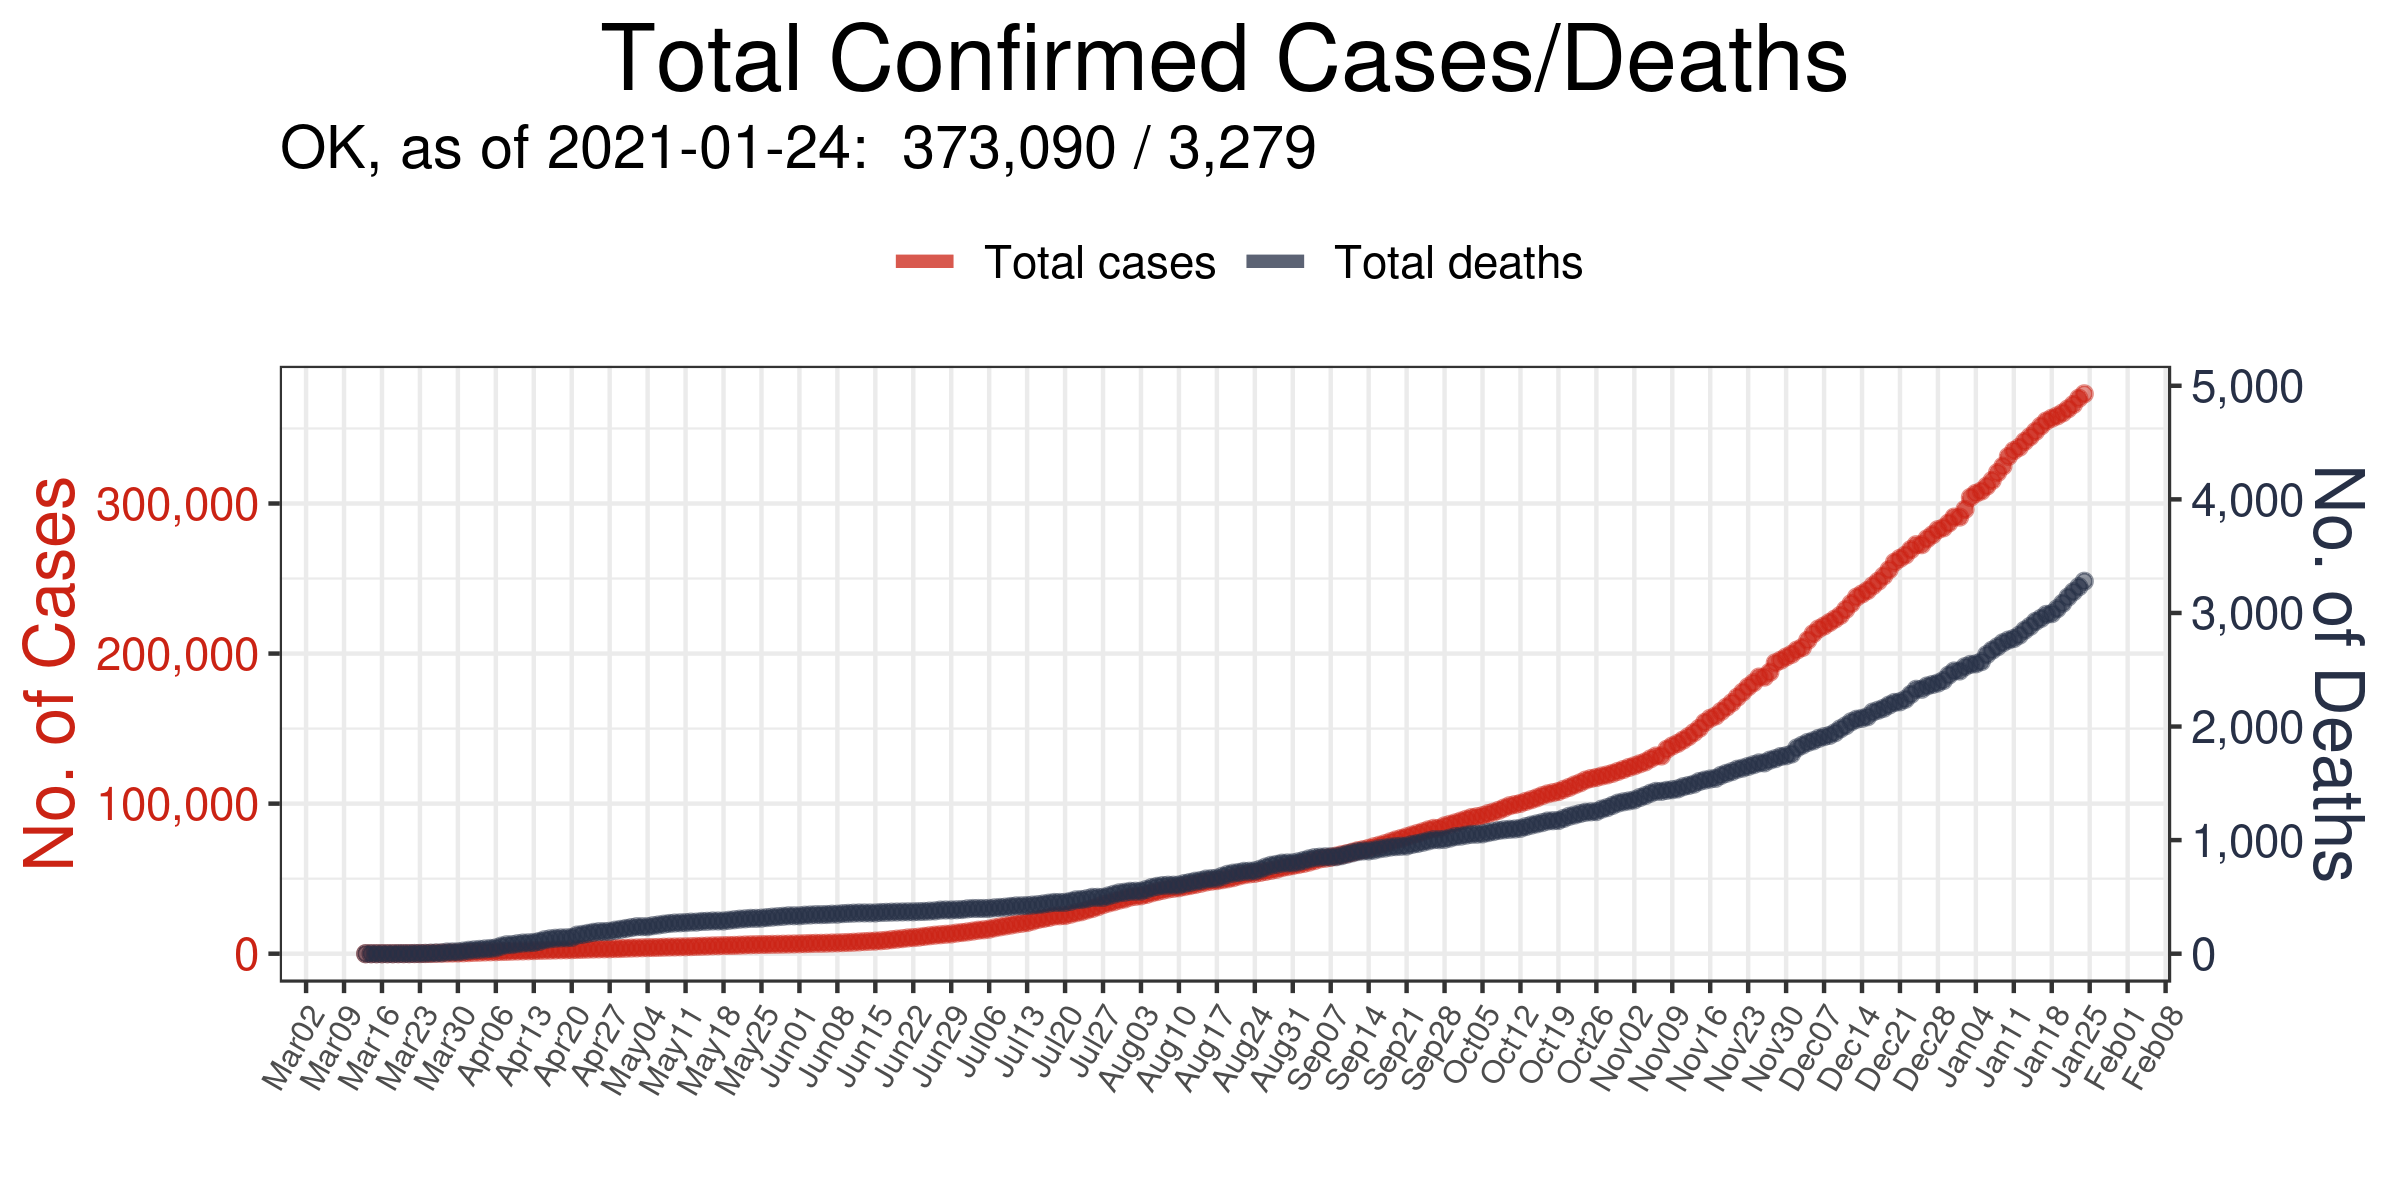 Total Confirmed Cases/Deaths
OK, as of 2021-01-24:  373,090 / 3,279
Total cases
Total deaths
No. of Cases
300,000
200,000
100,000
0
5,000
4,000
3,000
2,000
1,000
0
No. of Deaths
Mar02
Mar09
Mar16
Mar23
Mar30
Apr06
Apr13
Apr20
Apr27
May04
May11
May18
May25
Jun01
Jun08
Jun15
Jun22
Jun29
Jul06
Jul13
Jul20
Jul27
Aug03
Aug10
Aug17
Aug24
Aug31
Sep07
Sep14
Sep21
Sep28
Oct05
Oct12
Oct19
Oct26
Nov02
Nov09
Nov16
Nov23
Nov30
Dec07
Dec14
Dec21
Dec28
Jan04
Jan11
Jan18
Jan25
Feb01
Feb08